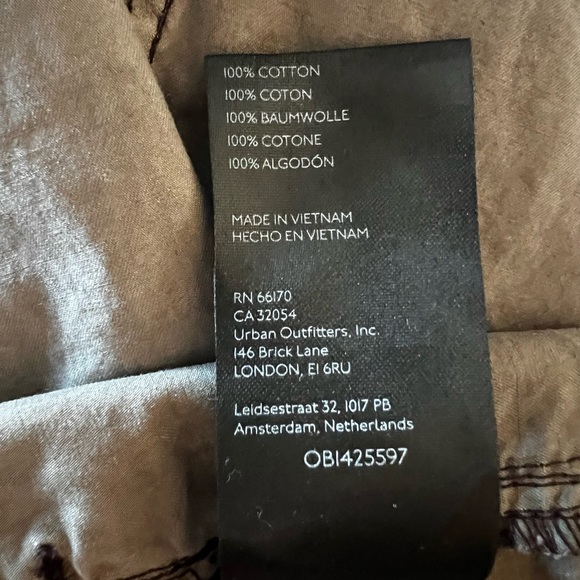 100% COTTON
100% COTON
100% BAUMWOLLE
100% COTONE
100% ALGODÓN
MADE IN VIETNAM
HECHO EN VIETNAM
RN 66170
CA 32054
Urban Outfitters, Inc.
146 Brick Lane
LONDON, E1 6RU
Leidsestraat 32, 1017 PB
Amsterdam, Netherlands
OB1425597